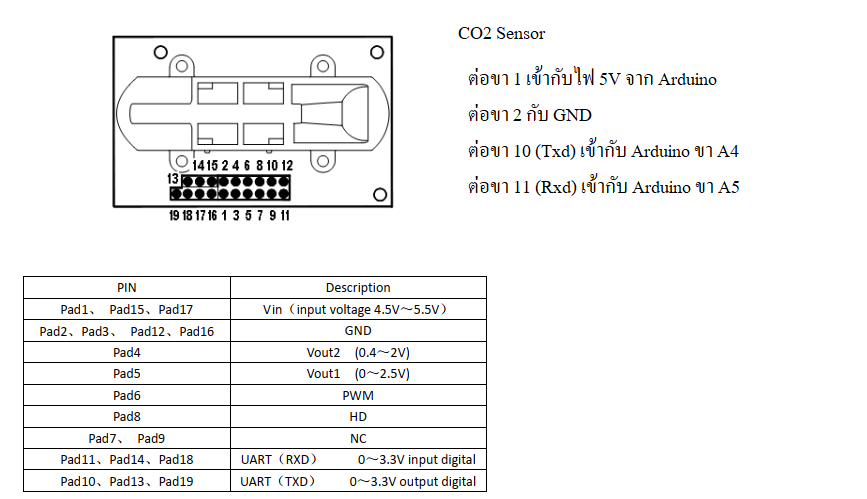 CO2 Sensor
ต่อขา 1 เข้ากับไฟ 5V จาก Arduino
ต่อขา 2 กับ GND
ต่อขา 10 (Txd) เข้ากับ Arduino ขา A4
ต่อขา 11 (Rxd) เข้ากับ Arduino ขา A5
14 15 2 4 6 8 10 12
13
19 18 17 16 1 3 5 7 9 11
PIN Description
Pad1、 Pad15、Pad17 Vin（input voltage 4.5V～5.5V）
Pad2、Pad3、 Pad12、Pad16 GND
Pad4 Vout2 (0.4～2V)
Pad5 Vout1 (0～2.5V)
Pad6 PWM
Pad8 HD
Pad7、 Pad9 NC
Pad11、Pad14、Pad18 UART（RXD） 0～3.3V input digital
Pad10、Pad13、Pad19 UART（TXD） 0～3.3V output digital